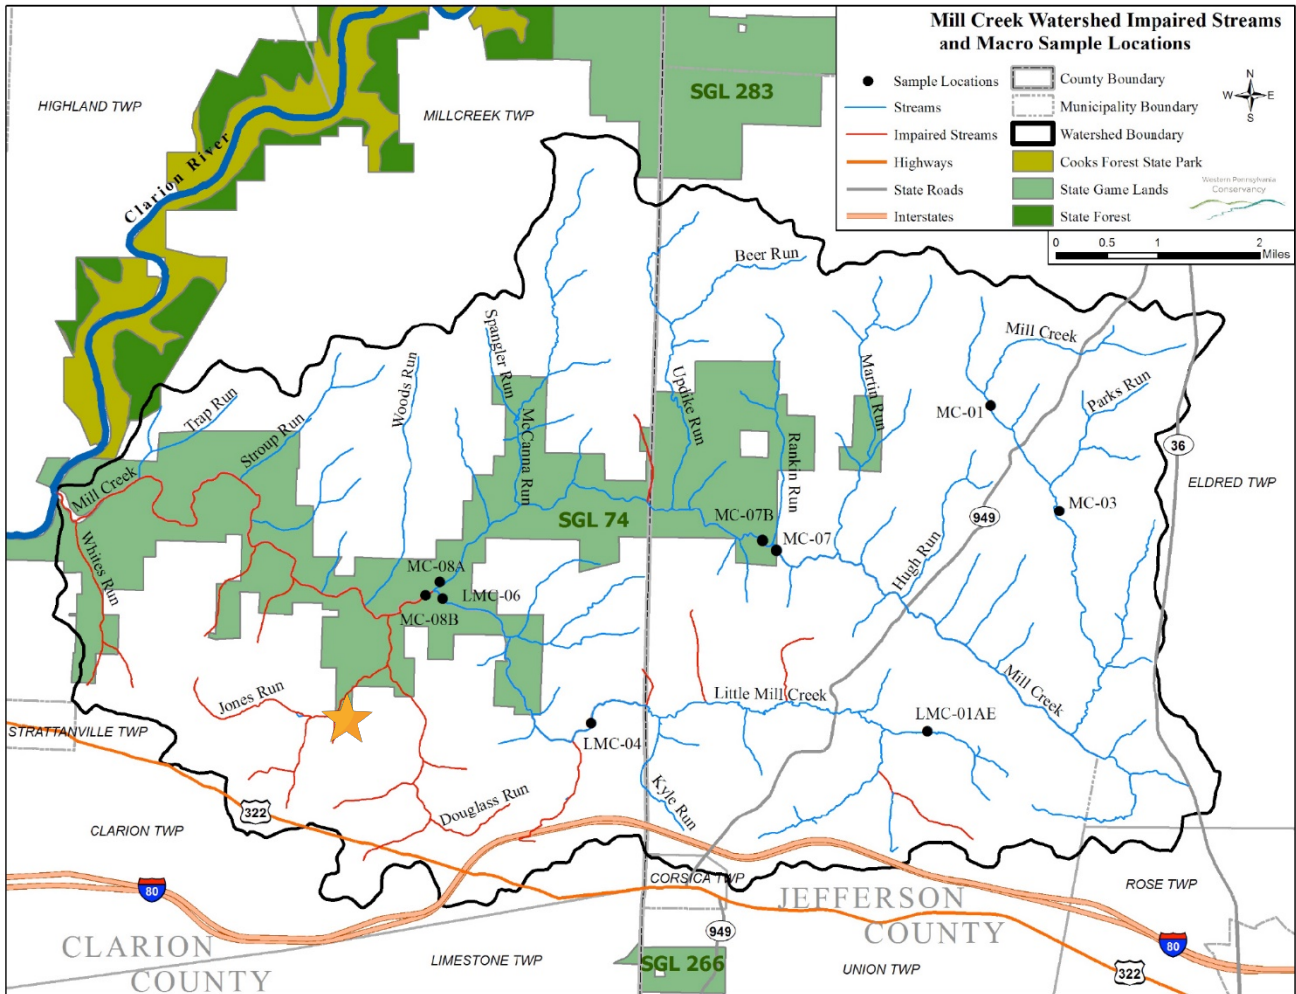 Mill Creek Watershed Impaired Streams
and Macro Sample Locations
Sample Locations
Streams
Impaired Streams
Highways
State Roads
Interstates
County Boundary
Municipality Boundary
Watershed Boundary
Cooks Forest State Park
State Game Lands
State Forest
N
W E
S
Western Pennsylvania
Conservancy
0 0.5 1 2
Miles
HIGHLAND TWP
MILLCREEK TWP
SGL 283
Clarion River
Beer Run
Spangler Run
Woods Run
McCanna Run
Updike Run
Rankin Run
Martin Run
Mill Creek
Parks Run
MC-01
36
Trap Run
Stroup Run
Mill Creek
ELDRED TWP
MC-03
949
SGL 74
MC-07B
MC-07
Hugh Run
Whites Run
MC-08A
LMC-06
MC-08B
Jones Run
Little Mill Creek
Mill Creek
STRATTANVILLE TWP
LMC-04
LMC-01AE
Kyle Run
Douglass Run
322
CLARION TWP
80
CORSICA TWP
ROSE TWP
JEFFERSON
COUNTY
CLARION
COUNTY
949
80
LIMESTONE TWP
SGL 266
UNION TWP
322